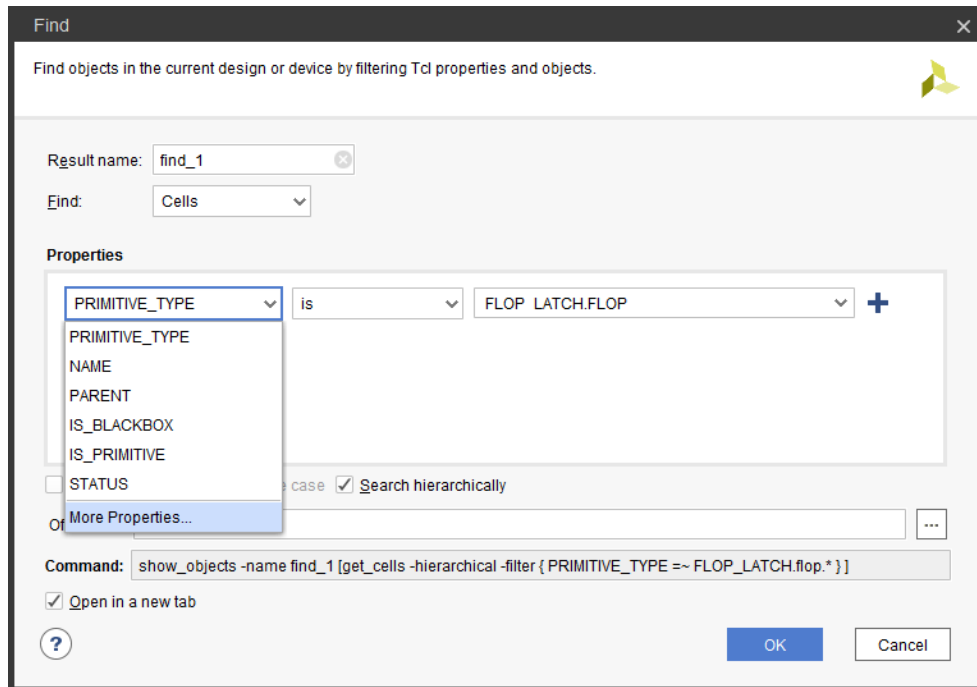 Find
Find objects in the current design or device by filtering Tcl properties and objects.
Result name: find_1
Find: Cells
Properties
PRIMITIVE_TYPE is FLOP LATCH.FLOP
PRIMITIVE_TYPE
NAME
PARENT
IS_BLACKBOX
IS_PRIMITIVE
STATUS
case Search hierarchically
More Properties...
Of
Command: show_objects -name find_1 [get_cells -hierarchical -filter { PRIMITIVE_TYPE =~ FLOP_LATCH.flop.* } ]
Open in a new tab
? OK Cancel